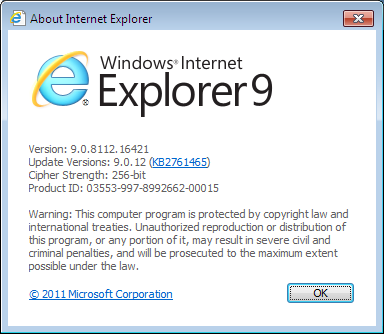 About Internet Explorer
Windows® Internet
Explorer 9
Version: 9.0.8112.16421
Update Versions: 9.0.12 (KB2761465)
Cipher Strength: 256-bit
Product ID: 03553-997-8992662-00015
Warning: This computer program is protected by copyright law and
international treaties. Unauthorized reproduction or distribution of
this program, or any portion of it, may result in severe civil and
criminal penalties, and will be prosecuted to the maximum extent
possible under the law.
© 2011 Microsoft Corporation
OK